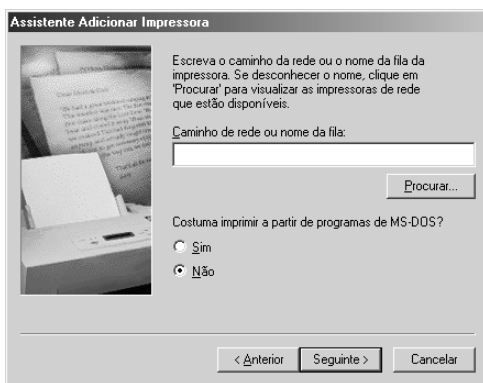 Assistente Adicionar Impressora
Escreva o caminho da rede ou o nome da fila da
impressora. Se desconhecer o nome, clique em
'Procurar' para visualizar as impressoras de rede
que estão disponíveis.
Caminho de rede ou nome da fila:
Procurar...
Costuma imprimir a partir de programas de MS-DOS?
Sim
Não
< Anterior
Seguinte >
Cancelar